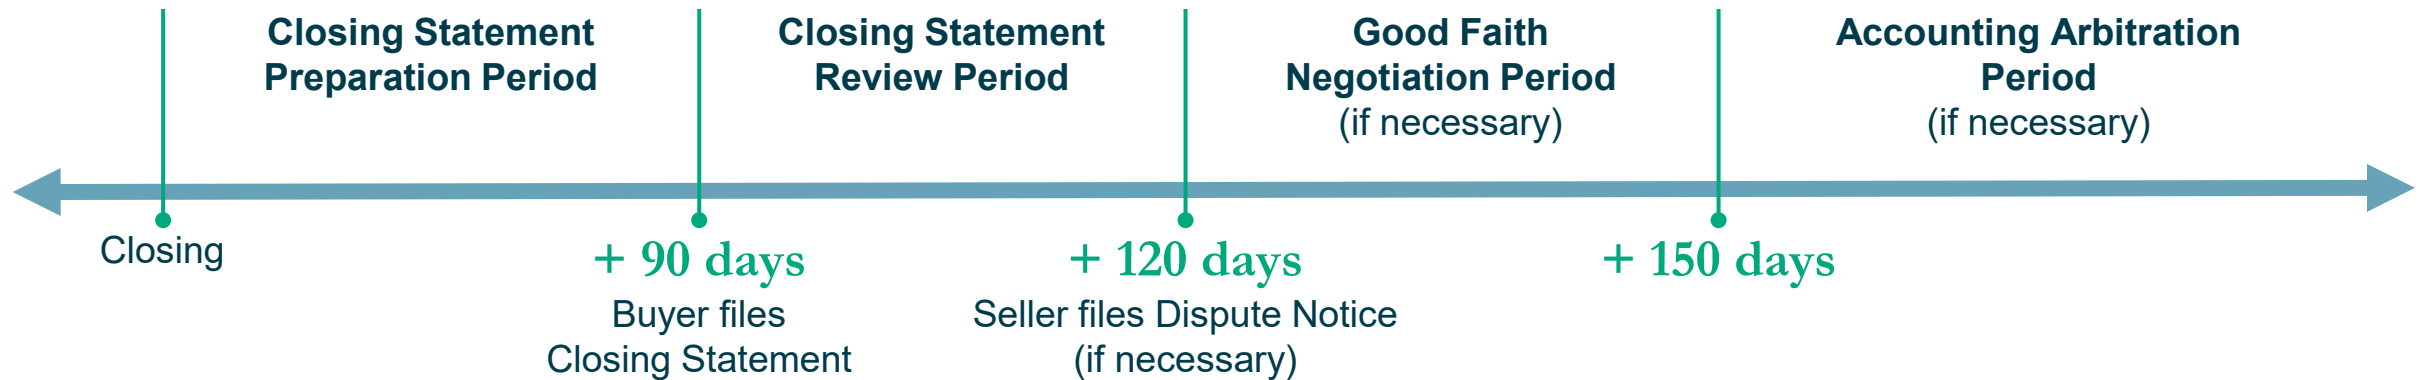 Closing Statement
Preparation Period
Closing Statement
Review Period
Good Faith
Negotiation Period
(if necessary)
Accounting Arbitration
Period
(if necessary)
Closing
+ 90 days
Buyer files
Closing Statement
+ 120 days
Seller files Dispute Notice
(if necessary)
+ 150 days